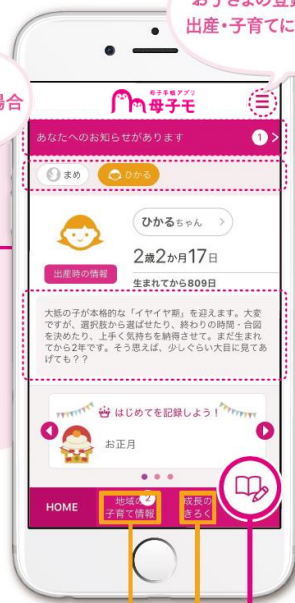 お子さまの登録
出産・子育てに
場合
母子手帳アプリ
母子モ
あなたへのお知らせがあります 1 >
まめ ひかる
ひかるちゃん >
2歳2か月17日
出産時の情報
生まれてから809日
大抵の子が本格的な「イヤイヤ期」を迎えます。大変
ですが、選択肢から選ばせたり、終わりの時間・合図
を決めたり、上手く気持ちを納得させて。まだ生まれ
てから2年です。そう思えば、少しぐらい大目に見てあ
げても??
はじめてを記録しよう!
お正月
HOME
地域の
子育て情報
成長の
きろく